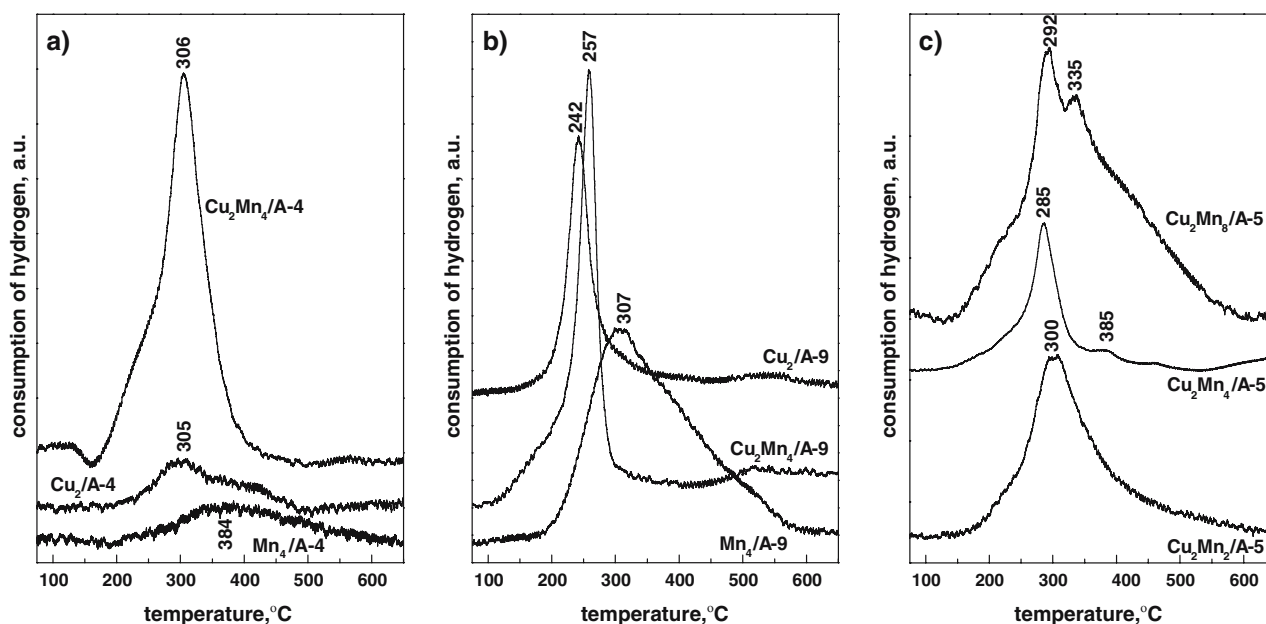 a)
306
Cu₂Mn₄/A-4
305
Cu₂/A-4
384
Mn₄/A-4
consumption of hydrogen, a.u.
100 200 300 400 500 600
temperature,°C
b)
257
242
307
Cu₂/A-9
Cu₂Mn₄/A-9
Mn₄/A-9
consumption of hydrogen, a.u.
100 200 300 400 500 600
temperature,°C
c)
292
335
Cu₂Mn₈/A-5
285
385
Cu₂Mn₄/A-5
300
Cu₂Mn₂/A-5
consumption of hydrogen, a.u.
100 200 300 400 500 600
temperature,°C